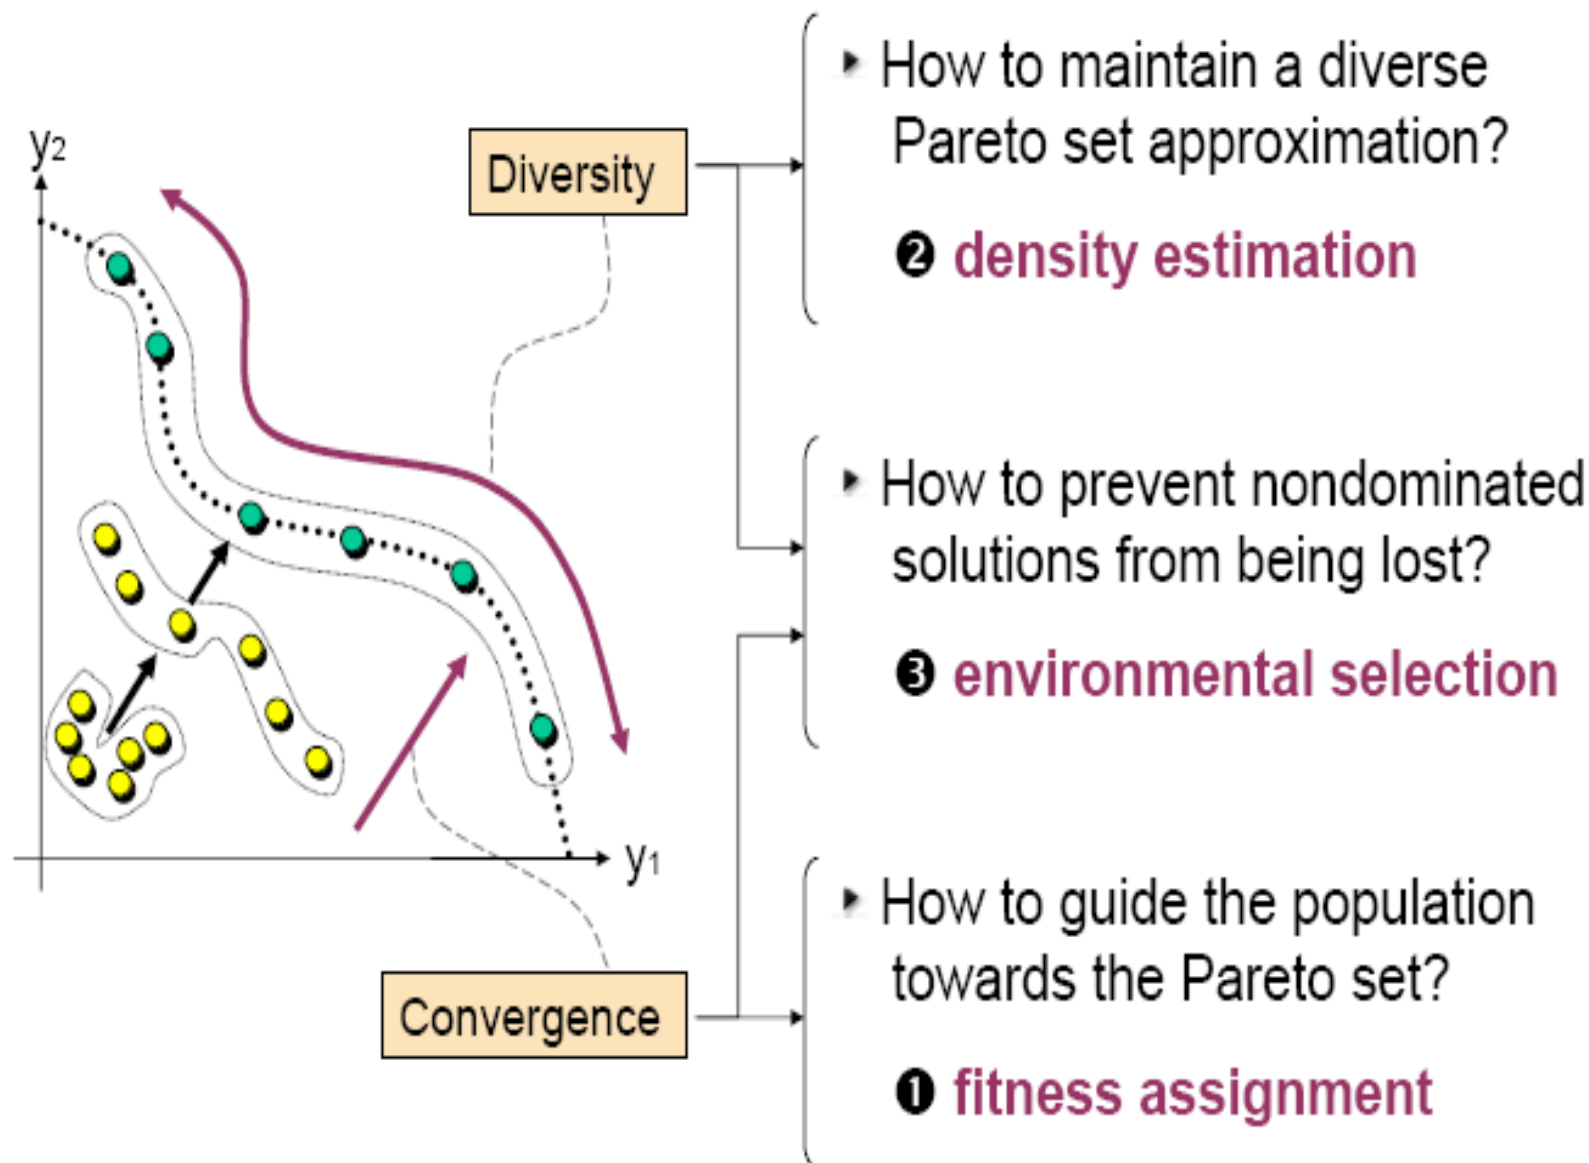 y2
y1
Diversity
Convergence
‣ How to maintain a diverse
Pareto set approximation?
❷ density estimation
‣ How to prevent nondominated
solutions from being lost?
❸ environmental selection
‣ How to guide the population
towards the Pareto set?
❶ fitness assignment